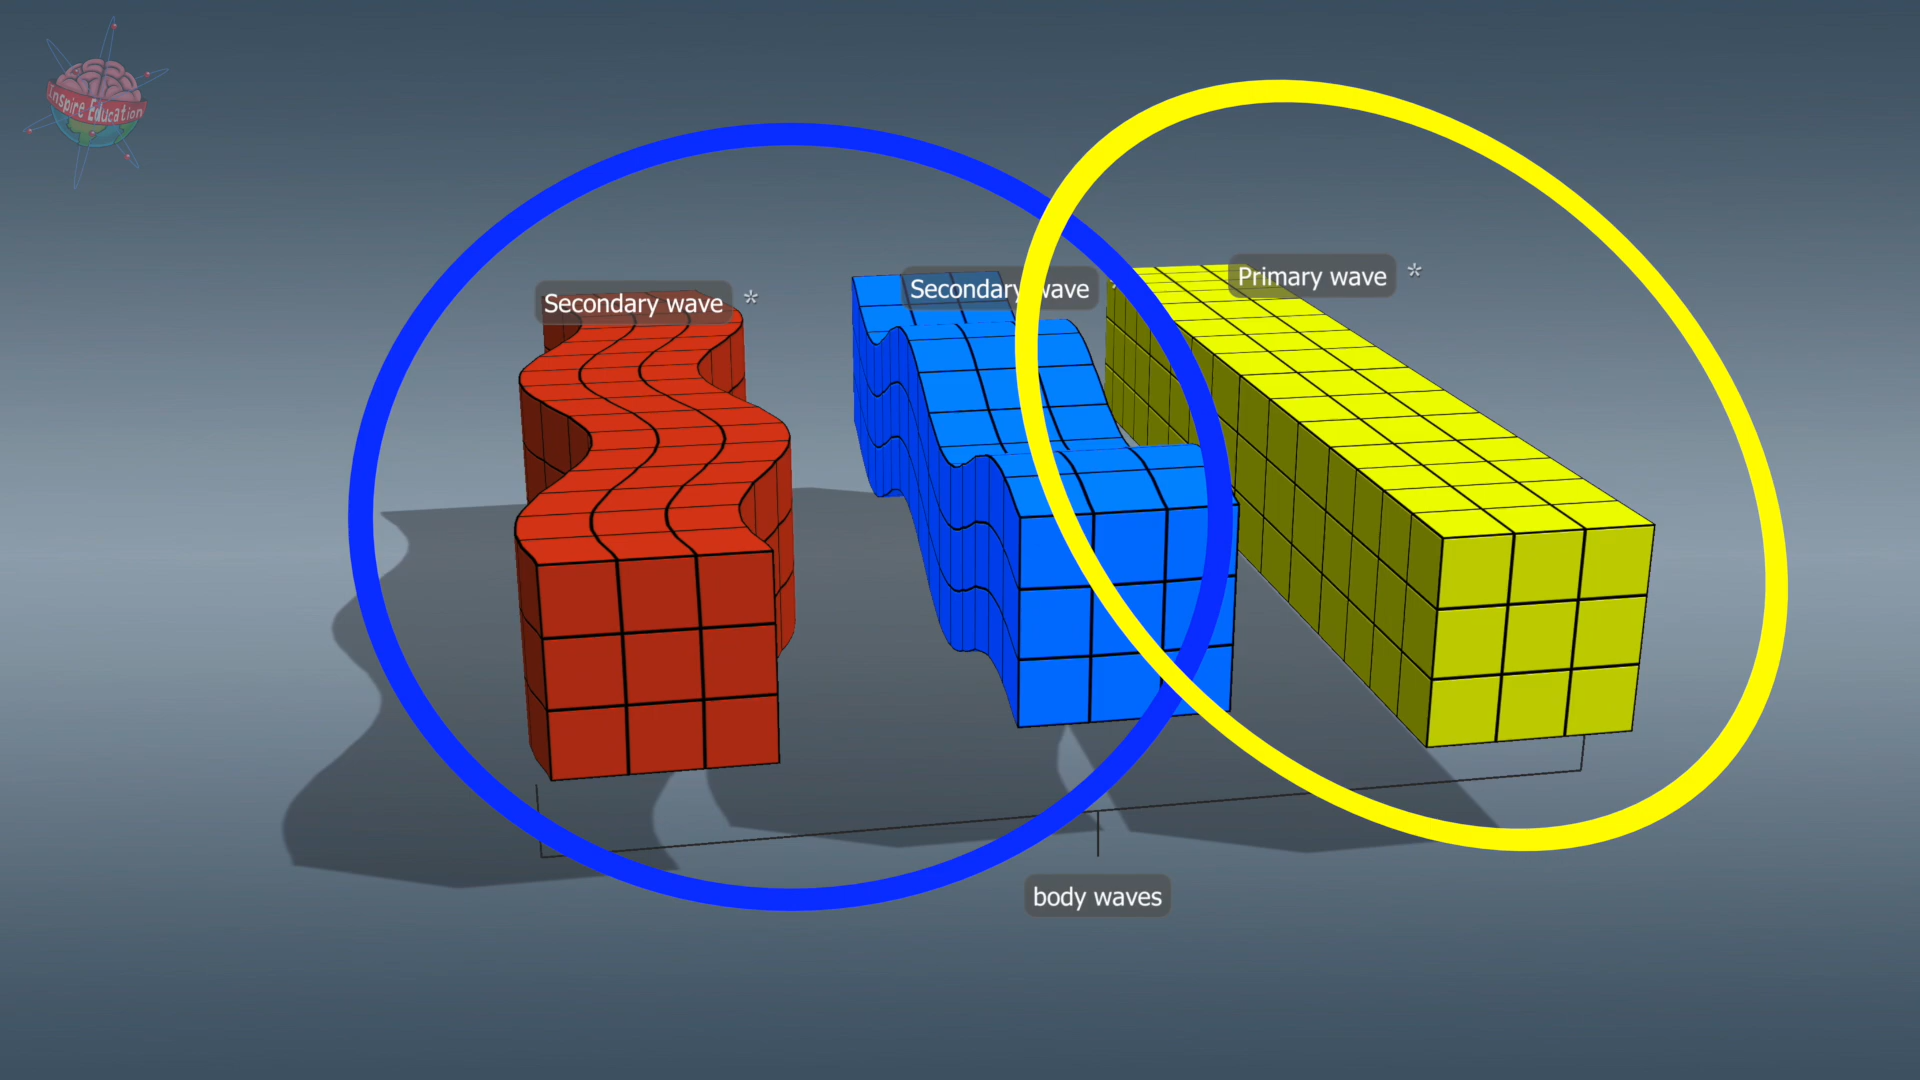 Inspire Education
Secondary wave *
Secondary wave
Primary wave *
body waves